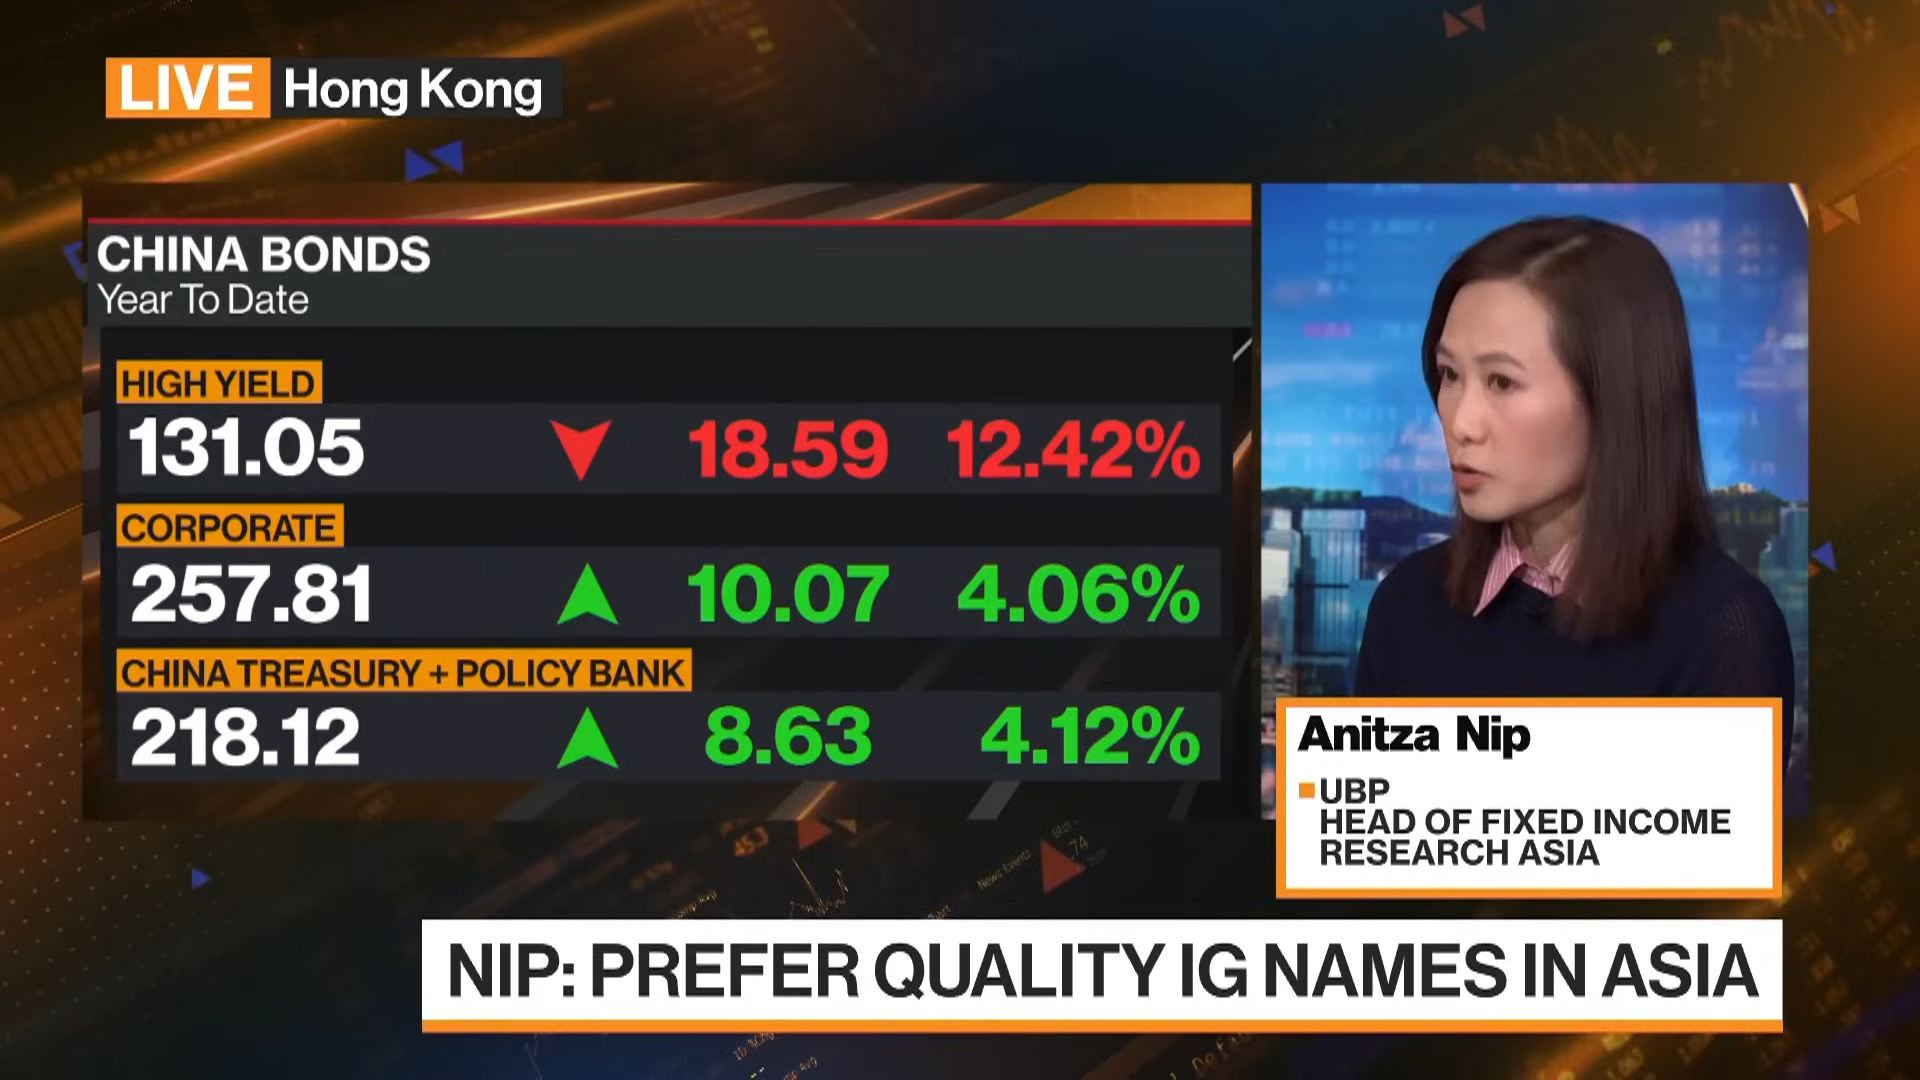 LIVE Hong Kong
CHINA BONDS
Year To Date
HIGH YIELD
131.05 18.59 12.42%
CORPORATE
257.81 10.07 4.06%
CHINA TREASURY + POLICY BANK
218.12 8.63 4.12%
Anitza Nip
UBP
HEAD OF FIXED INCOME
RESEARCH ASIA
News Events
NIP: PREFER QUALITY IG NAMES IN ASIA